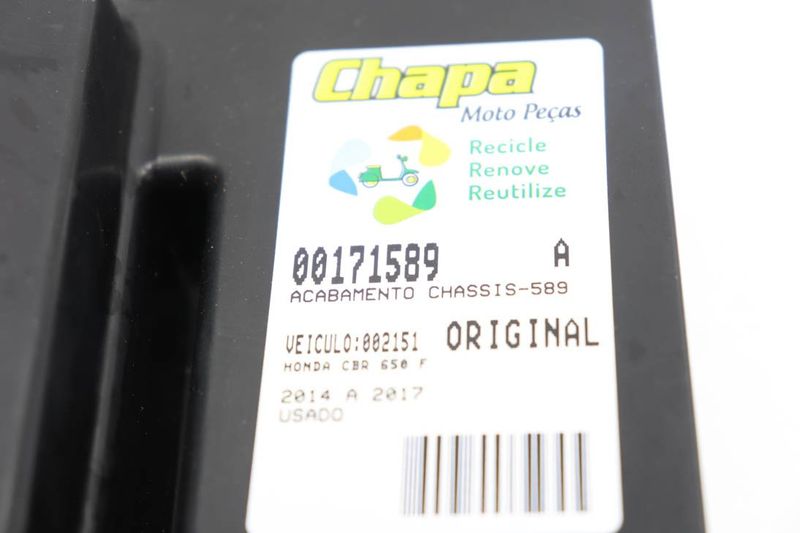 Chapa
Moto Peças
Recicle
Renove
Reutilize
00171589 A
ACABAMENTO CHASSIS-589
VEICULO:002151 ORIGINAL
HONDA CBR 650 F
2014 A 2017
USADO